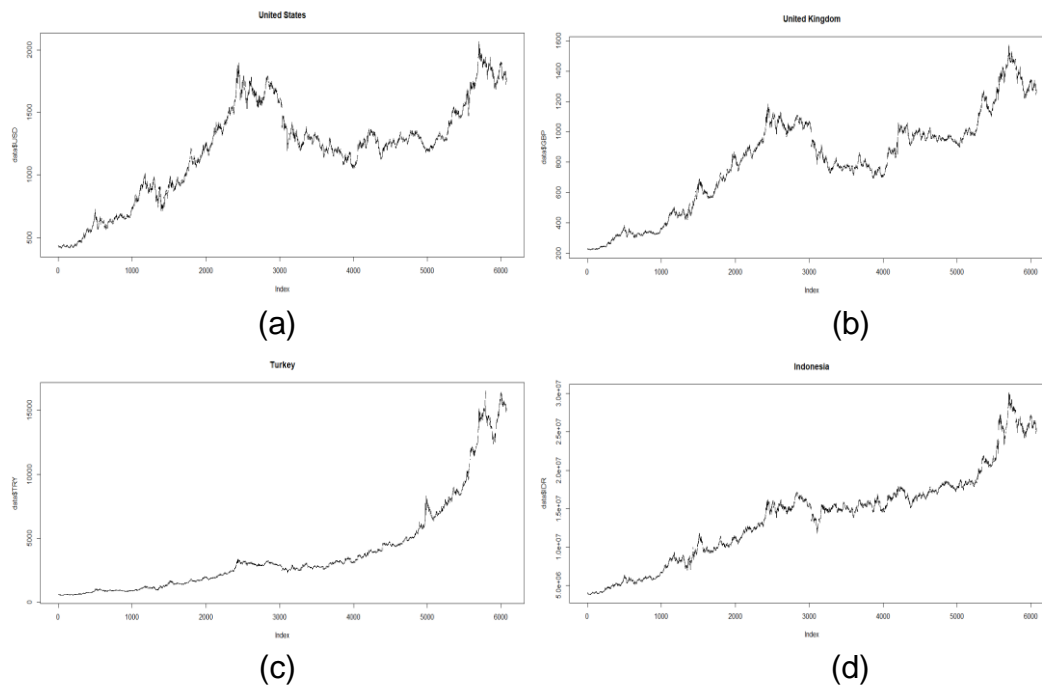 United States
data$USD
2000
1500
1000
500
0 1000 2000 3000 4000 5000 6000
Index
(a)
United Kingdom
data$GBP
1600
1400
1200
1000
800
600
400
200
0 1000 2000 3000 4000 5000 6000
Index
(b)
Turkey
data$TRY
15000
10000
5000
0
0 1000 2000 3000 4000 5000 6000
Index
(c)
Indonesia
data$IDR
3.0e+07
2.5e+07
2.0e+07
1.5e+07
1.0e+07
5.0e+06
0 1000 2000 3000 4000 5000 6000
Index
(d)